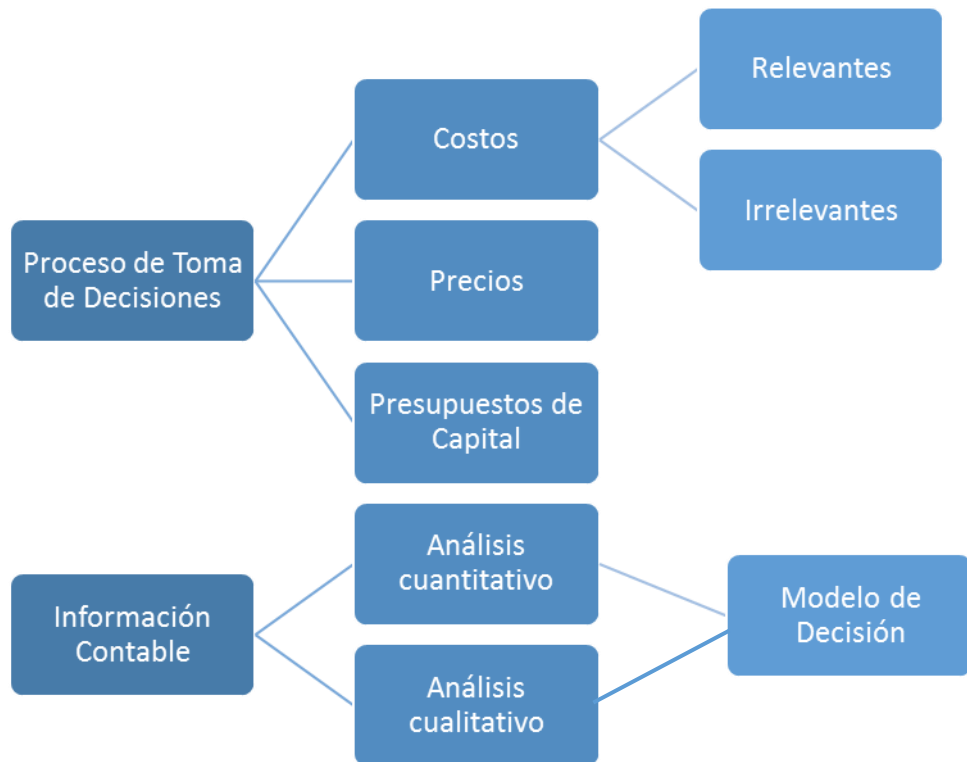 Proceso de Toma
de Decisiones
Costos
Relevantes
Irrelevantes
Precios
Presupuestos de
Capital
Información
Contable
Análisis
cuantitativo
Análisis
cualitativo
Modelo de
Decisión